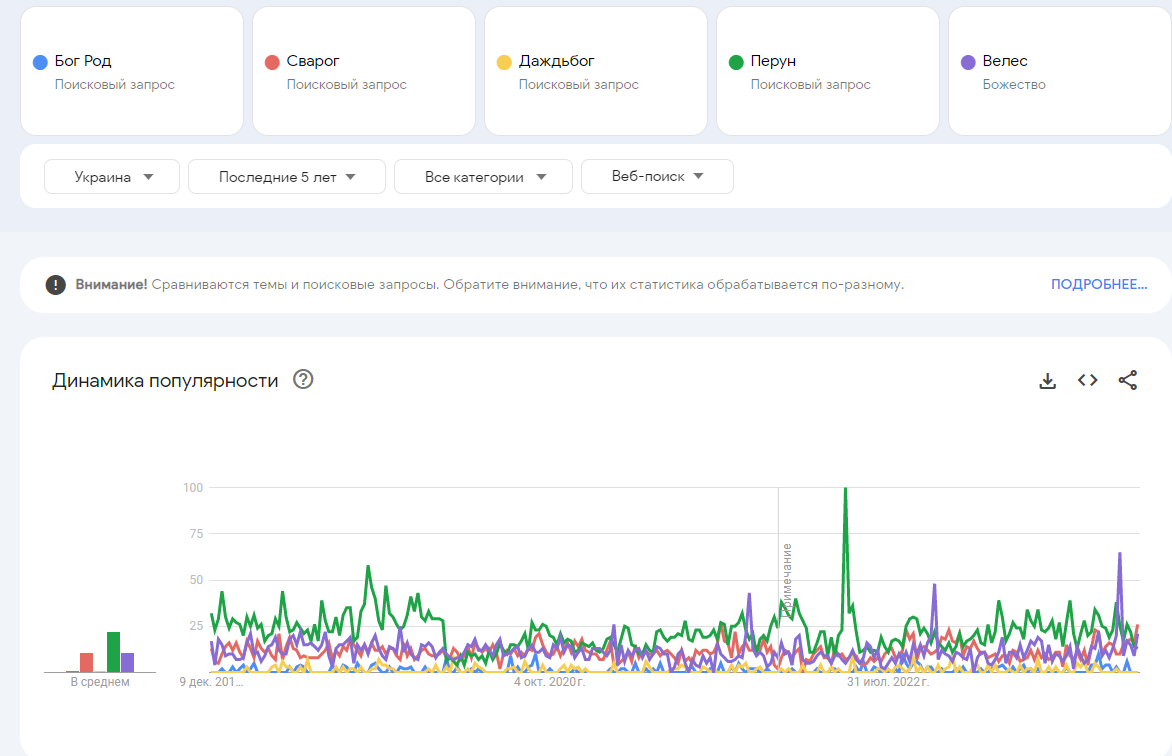 Бог Род
Поисковый запрос
Сварог
Поисковый запрос
Даждьбог
Поисковый запрос
Перун
Поисковый запрос
Велес
Божество
Украина
Последние 5 лет
Все категории
Веб-поиск
! Внимание! Сравниваются темы и поисковые запросы. Обратите внимание, что их статистика обрабатывается по-разному.
ПОДРОБНЕЕ...
Динамика популярности ?
100
75
50
25
Примечание
В среднем
9 дек. 201...
4 окт. 2020 г.
31 июл. 2022 г.